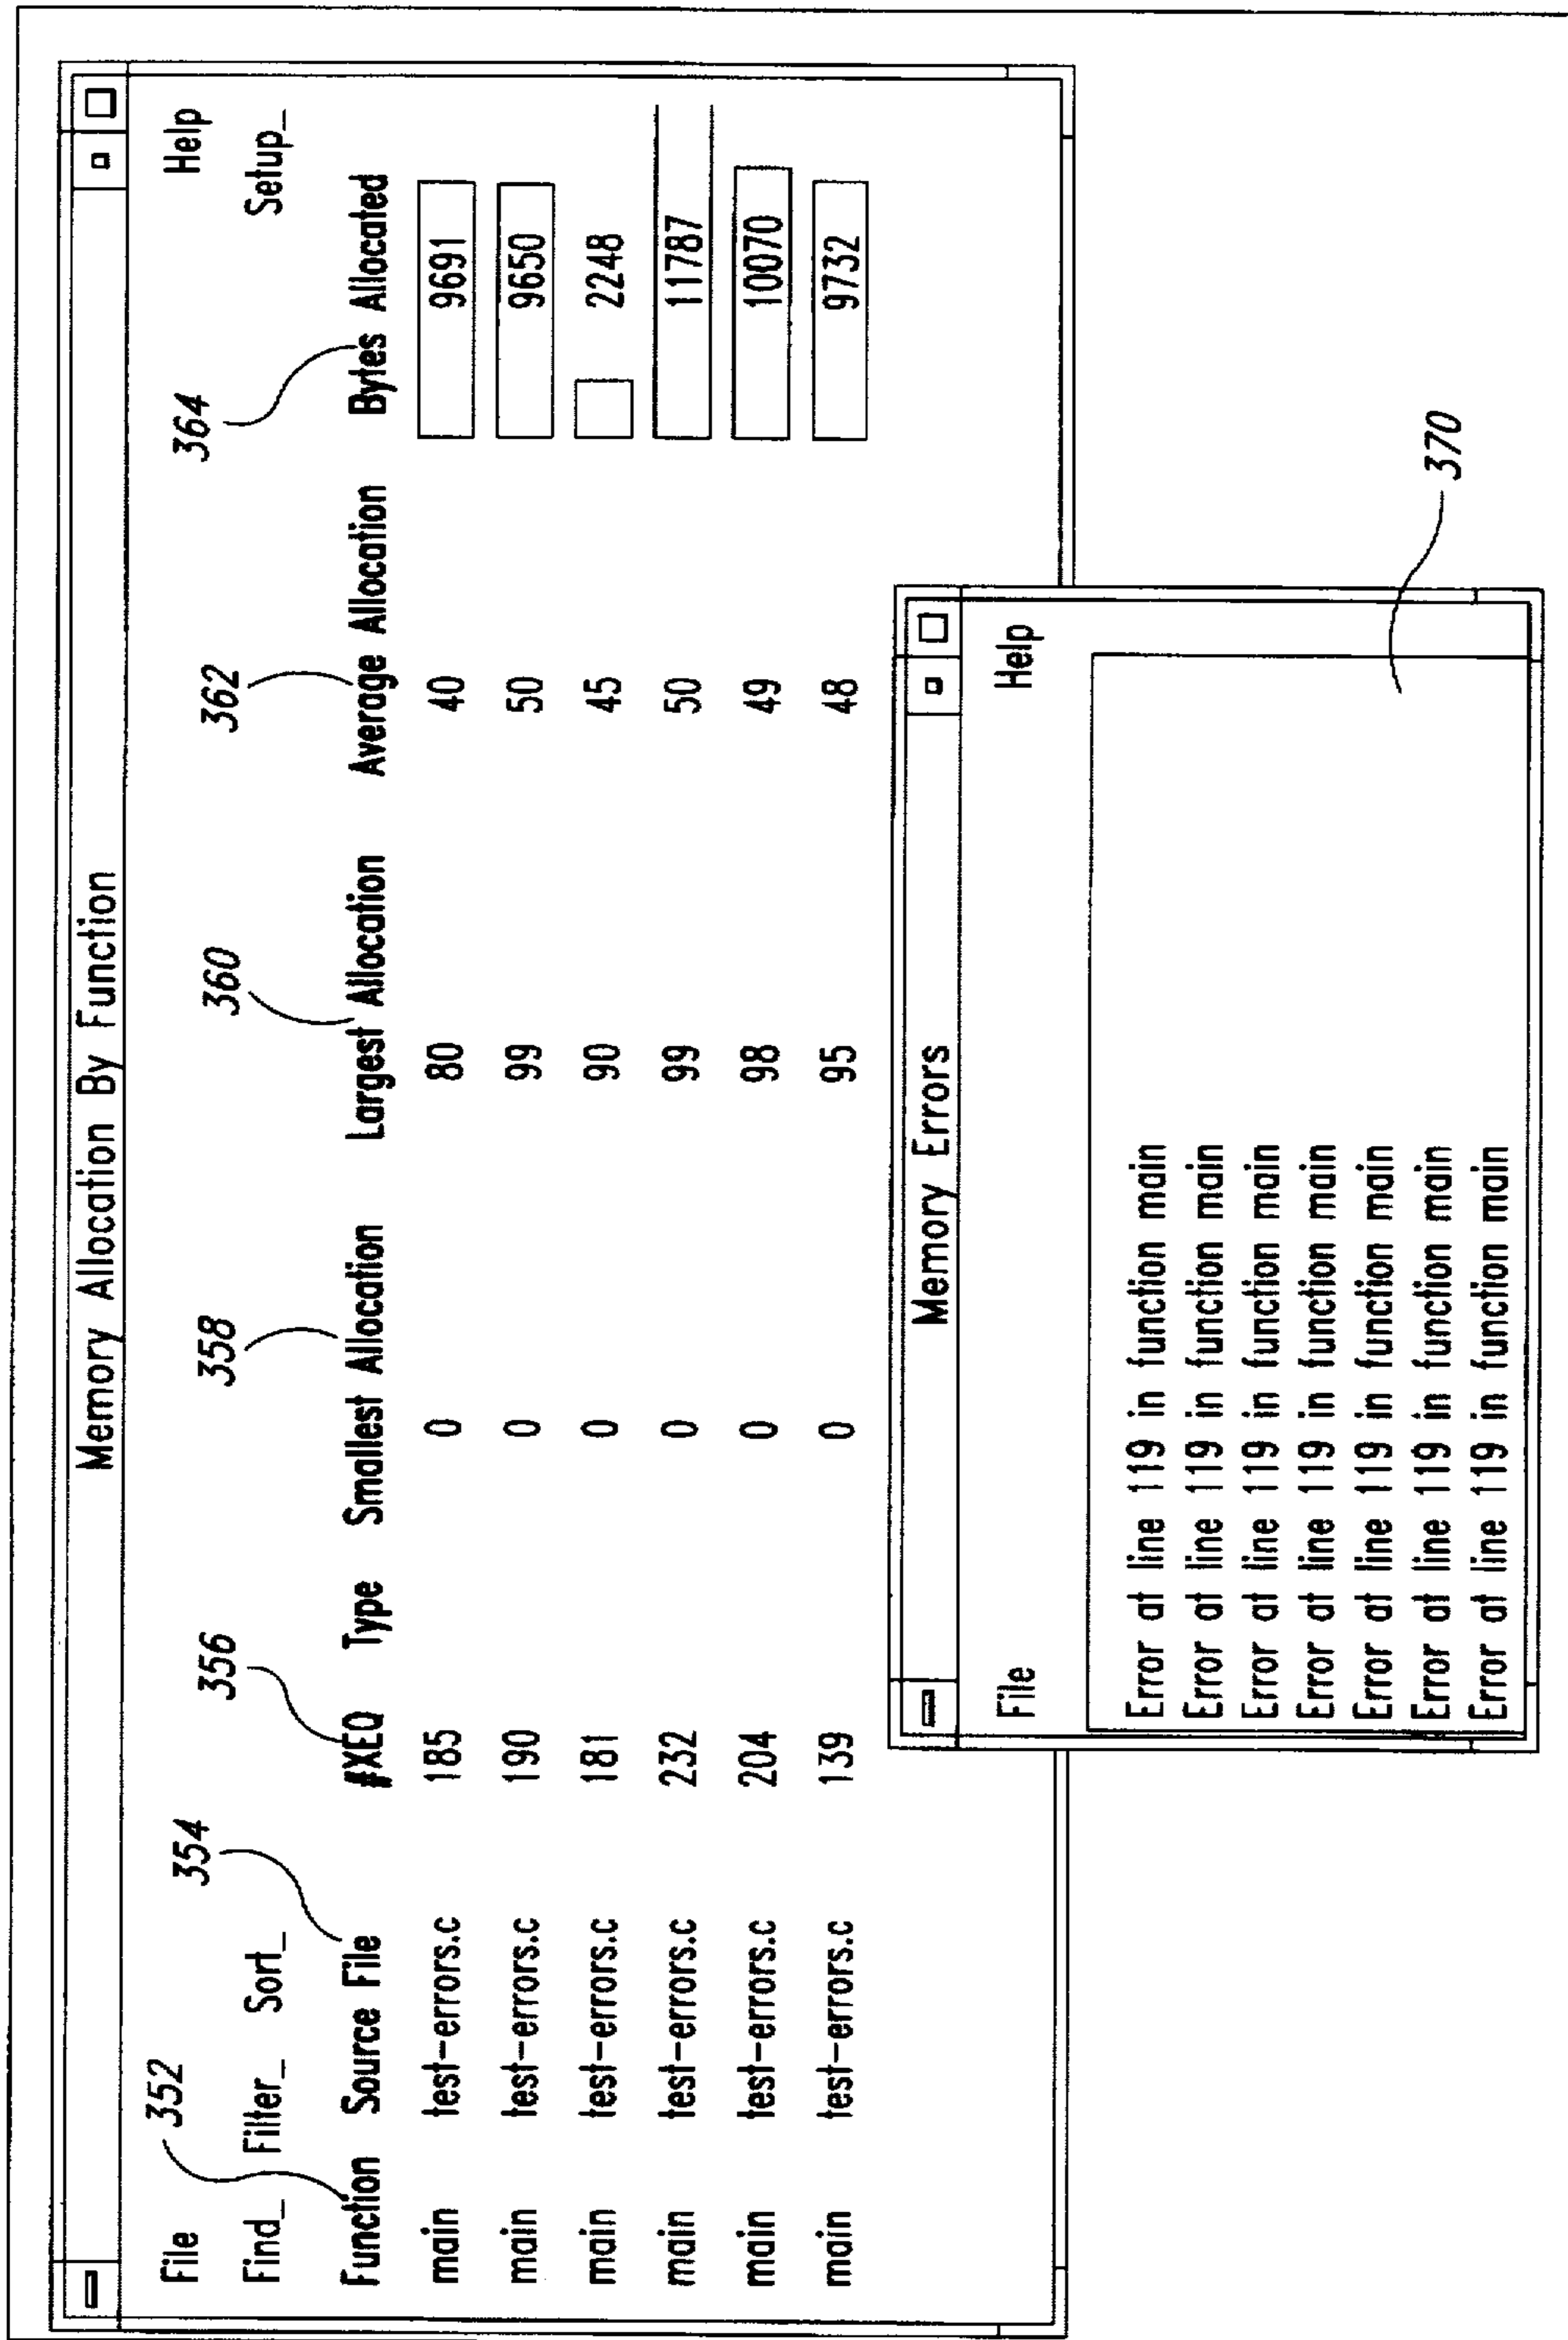 Memory Allocation By Function
File Help
Find_ Filter_ Sort_ Setup_
352 354 356 358 360 362 364
Function Source File #XEQ Type Smallest Allocation Largest Allocation Average Allocation Bytes Allocated
main test-errors.c 185 0 80 40 9691
main test-errors.c 190 0 99 50 9650
main test-errors.c 181 0 90 45 2248
main test-errors.c 232 0 99 50 11787
main test-errors.c 204 0 98 49 10070
main test-errors.c 139 0 95 48 9732
Memory Errors
File Help
Error at line 119 in function main
Error at line 119 in function main
Error at line 119 in function main
Error at line 119 in function main
Error at line 119 in function main
Error at line 119 in function main
Error at line 119 in function main
370